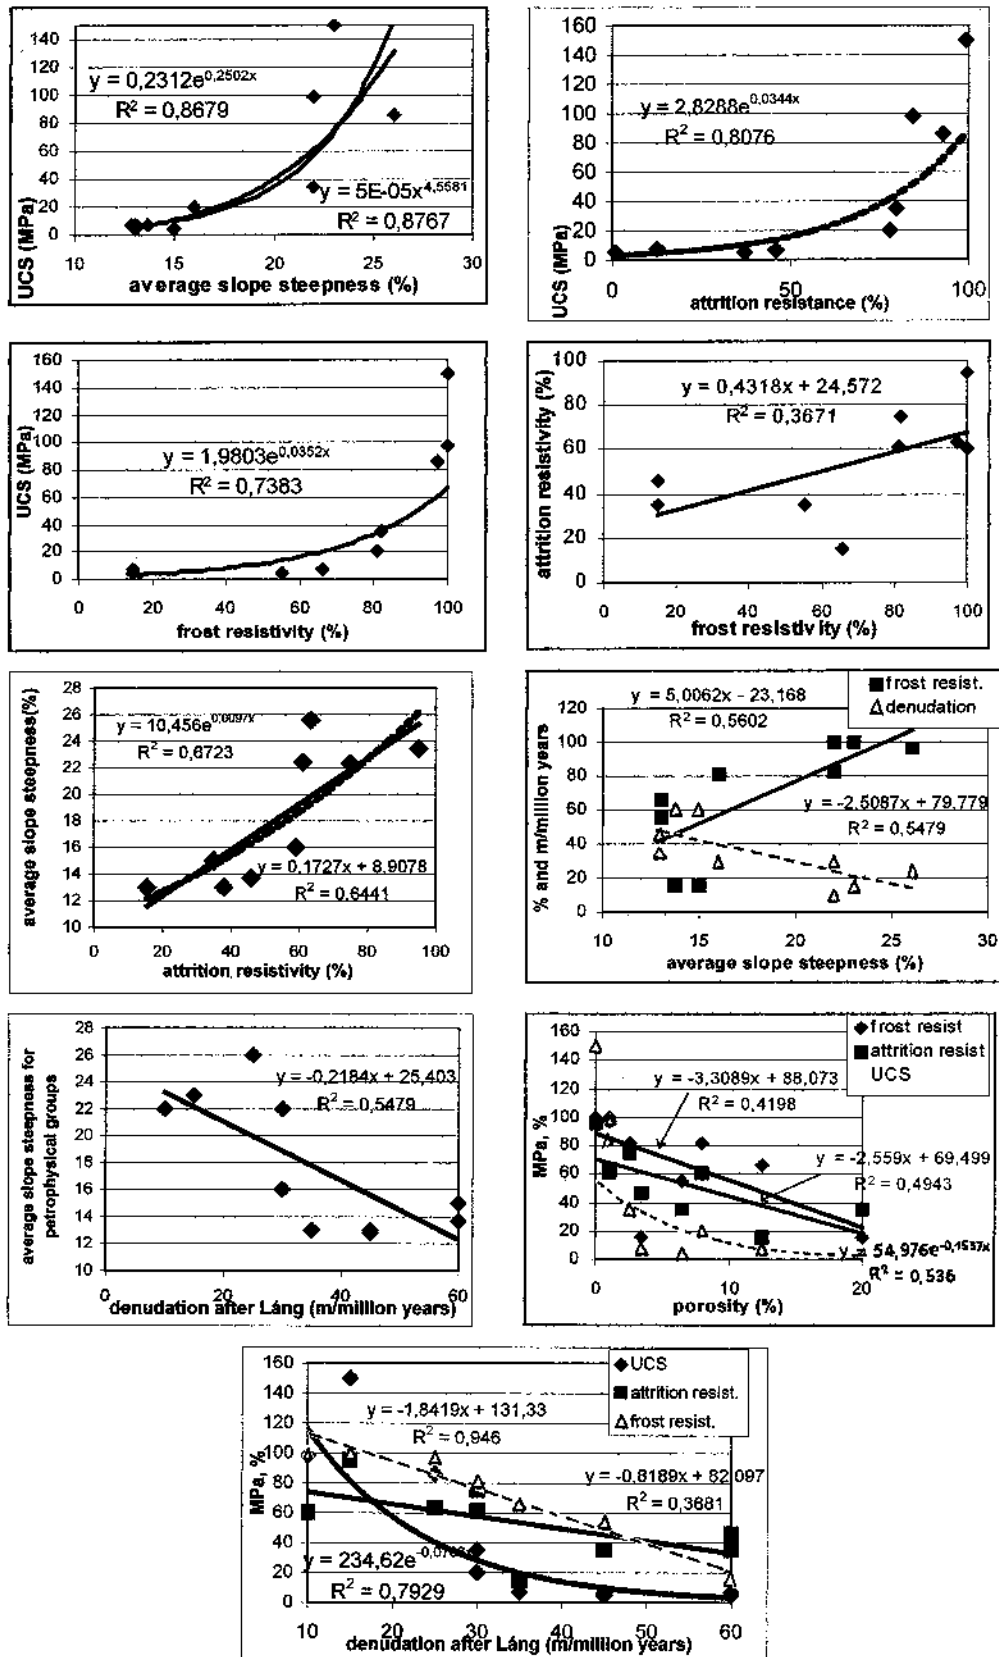 140
120
100
80
60
40
20
0
UCS (MPa)
y = 0,2312e^0,2502x
R² = 0,8679
y = 5E-05x^4,5581
R² = 0,8767
10 15 20 25 30
average slope steepness (%)
160
140
120
100
80
60
40
20
0
UCS (MPa)
y = 2,8288e^0,0344x
R² = 0,8076
0 50 100
attrition resistance (%)
160
140
120
100
80
60
40
20
0
UCS (MPa)
y = 1,9803e^0,0352x
R² = 0,7383
0 20 40 60 80 100
frost resistivity (%)
100
80
60
40
20
0
attrition resistivity (%)
y = 0,4318x + 24,572
R² = 0,3671
0 20 40 60 80 100
frost resistivity (%)
28
26
24
22
20
18
16
14
12
10
average slope steepness(%)
y = 10,456e^0,0097x
R² = 0,6723
y = 0,1727x + 8,9078
R² = 0,6441
0 20 40 60 80 100
attrition resistivity (%)
frost resist.
denudation
120
100
80
60
40
20
0
% and m/million years
y = 5,0062x - 23,168
R² = 0,5602
y = -2,5087x + 79,779
R² = 0,5479
10 15 20 25 30
average slope steepness (%)
28
26
24
22
20
18
16
14
12
10
average slope steepness for
petrophysical groups
y = -0,2184x + 25,403
R² = 0,5479
0 20 40 60
denudation after Láng (m/million years)
frost resist
attrition resist
UCS
160
140
120
100
80
60
40
20
0
MPa, %
y = -3,3089x + 88,073
R² = 0,4198
y = -2,559x + 69,499
R² = 0,4943
y = 54,976e^-0,1537x
R² = 0,536
0 10 20
porosity (%)
UCS
attrition resist.
frost resist.
160
140
120
100
80
60
40
20
0
MPa, %
y = -1,8419x + 131,33
R² = 0,946
y = -0,8189x + 82,097
R² = 0,3681
y = 234,62e
R² = 0,7929
10 20 30 40 50 60
denudation after Láng (m/million years)